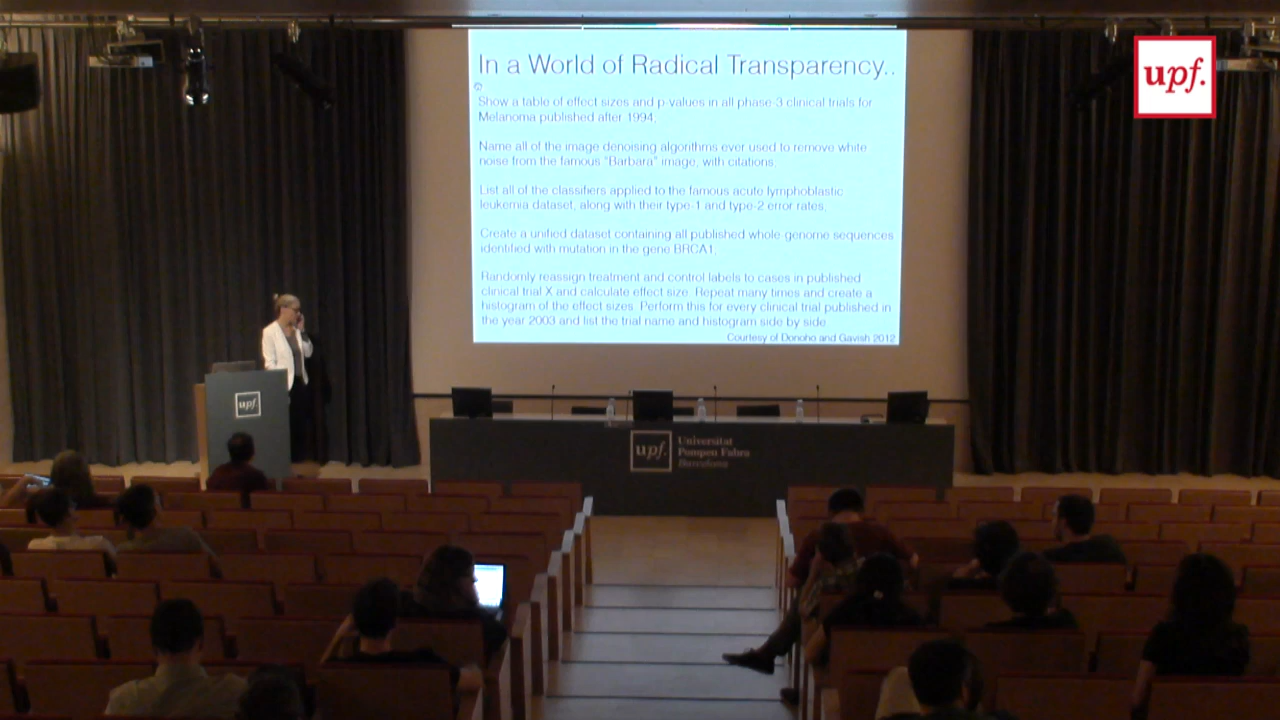 In a World of Radical Transparency..
Show a table of effect sizes and p-values in all phase-3 clinical trials for
Melanoma published after 1994;
Name all of the image denoising algorithms ever used to remove white
noise from the famous "Barbara" image, with citations;
List all of the classifiers applied to the famous acute lymphoblastic
leukemia dataset, along with their type-1 and type-2 error rates;
Create a unified dataset containing all published whole-genome sequences
identified with mutation in the gene BRCA1;
Randomly reassign treatment and control labels to cases in published
clinical trial X and calculate effect size. Repeat many times and create a
histogram of the effect sizes. Perform this for every clinical trial published in
the year 2003 and list the trial name and histogram side by side.
Courtesy of Donoho and Gavish 2012
upf.
upf.
upf.
Universitat
Pompeu Fabra
Barcelona